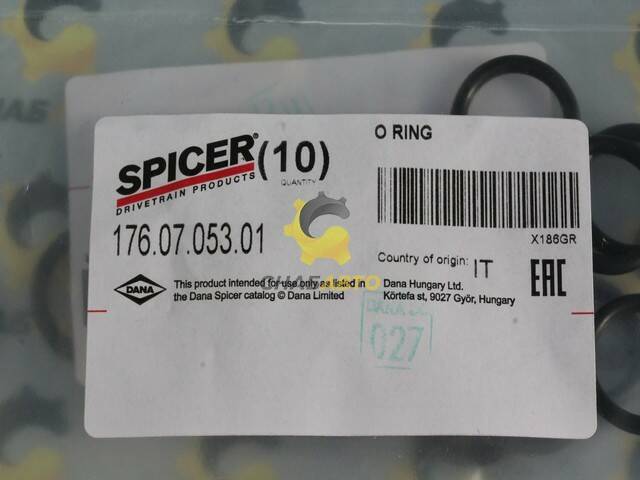 O RING
SPICER® (10)
DRIVETRAIN PRODUCTS
QUANTITY
176.07.053.01
X186GR
Country of origin: IT
EAC
DANA
This product intended for use only as listed in
the Dana Spicer catalog © Dana Limited
Dana Hungary Ltd.
Körtefa st, 9027 Győr, Hungary
СНАБАВТО
027
СНАБ